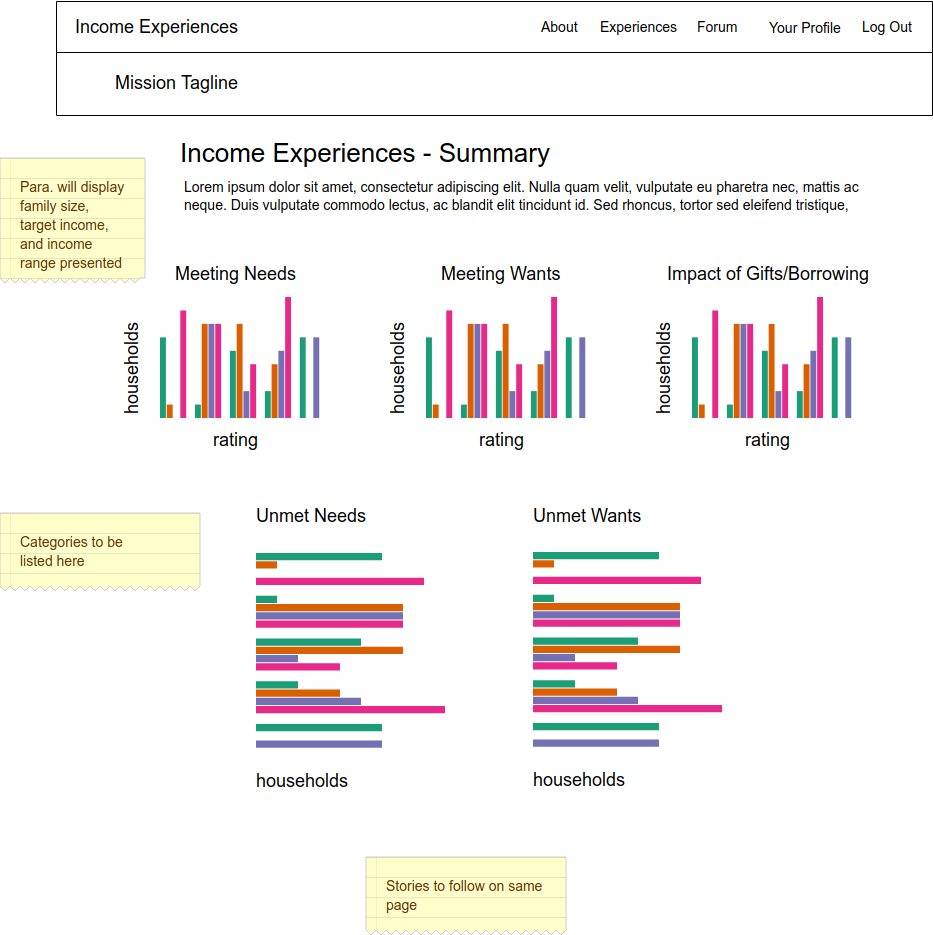 Income Experiences
About Experiences Forum Your Profile Log Out
Mission Tagline
Income Experiences - Summary
Lorem ipsum dolor sit amet, consectetur adipiscing elit. Nulla quam velit, vulputate eu pharetra nec, mattis ac
neque. Duis vulputate commodo lectus, ac blandit elit tincidunt id. Sed rhoncus, tortor sed eleifend tristique,
Para. will display
family size,
target income,
and income
range presented
Meeting Needs
households
rating
Meeting Wants
households
rating
Impact of Gifts/Borrowing
households
rating
Categories to be
listed here
Unmet Needs
households
Unmet Wants
households
Stories to follow on same
page